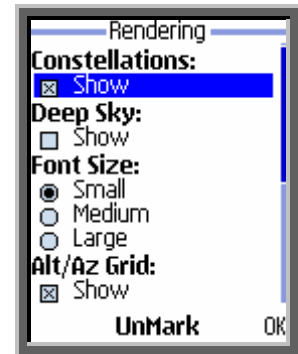 Rendering
Constellations:
Show
Deep Sky:
Show
Font Size:
Small
Medium
Large
Alt/Az Grid:
Show
UnMark OK